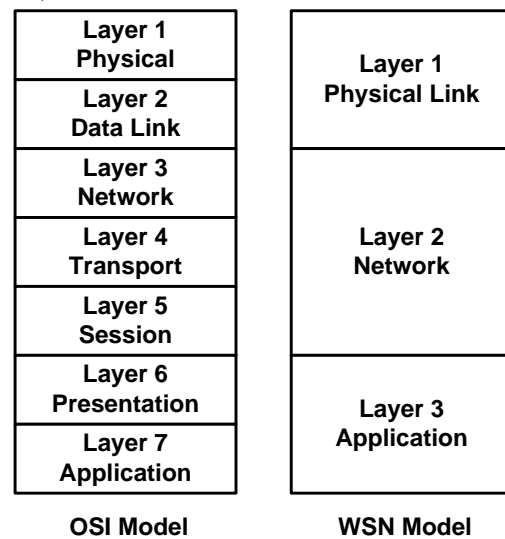 Layer 1
Physical
Layer 2
Data Link
Layer 3
Network
Layer 4
Transport
Layer 5
Session
Layer 6
Presentation
Layer 7
Application
OSI Model
Layer 1
Physical Link
Layer 2
Network
Layer 3
Application
WSN Model